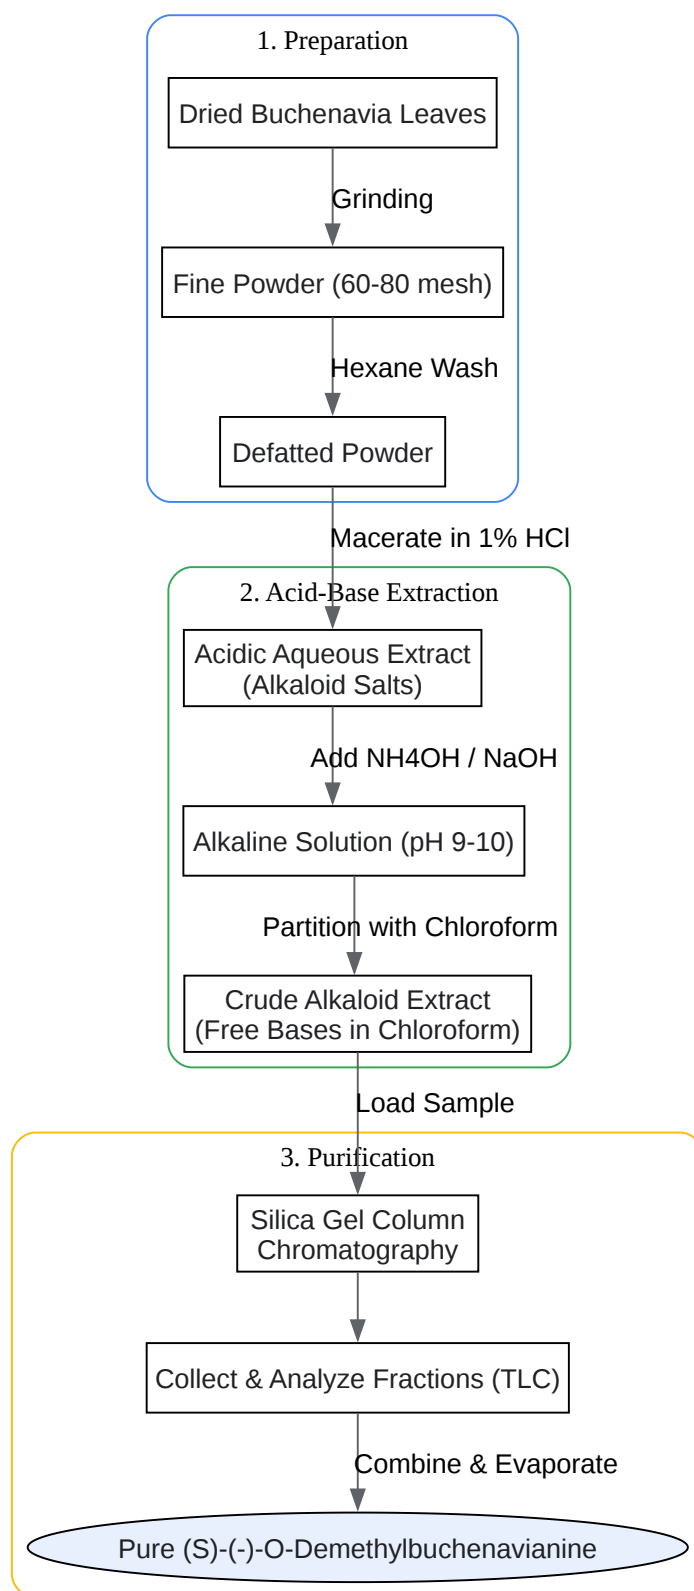 1. Preparation
Dried Buchenavia Leaves
Grinding
Fine Powder (60-80 mesh)
Hexane Wash
Defatted Powder
Macerate in 1% HCl
2. Acid-Base Extraction
Acidic Aqueous Extract
(Alkaloid Salts)
Add NH4OH / NaOH
Alkaline Solution (pH 9-10)
Partition with Chloroform
Crude Alkaloid Extract
(Free Bases in Chloroform)
Load Sample
3. Purification
Silica Gel Column
Chromatography
Collect & Analyze Fractions (TLC)
Combine & Evaporate
Pure (S)-(-)-O-Demethylbuchenavianine